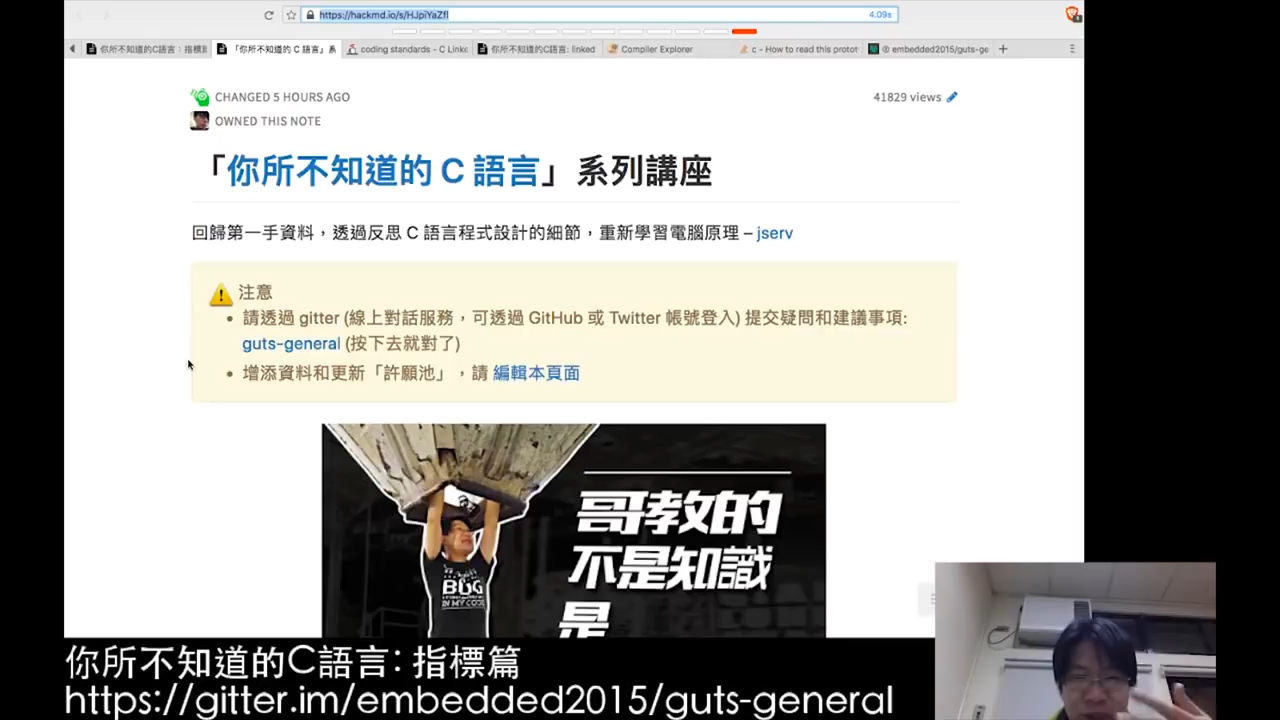 https://hackmd.io/s/HJpiYaZfl
4.09s
你所不知道的C語言：指標
「你所不知道的 C 語言」系
coding standards - C Linke
你所不知道的C語言: linked
Compiler Explorer
c - How to read this protot
embedded2015/guts-ge
CHANGED 5 HOURS AGO
41829 views
OWNED THIS NOTE
「你所不知道的 C 語言」系列講座
回歸第一手資料，透過反思 C 語言程式設計的細節，重新學習電腦原理 – jserv
注意
請透過 gitter (線上對話服務，可透過 GitHub 或 Twitter 帳號登入) 提交疑問和建議事項:
guts-general (按下去就對了)
增添資料和更新「許願池」，請 編輯本頁面
哥教的
不是知識
是
BUG
IN MY CODE
你所不知道的C語言: 指標篇
https://gitter.im/embedded2015/guts-general